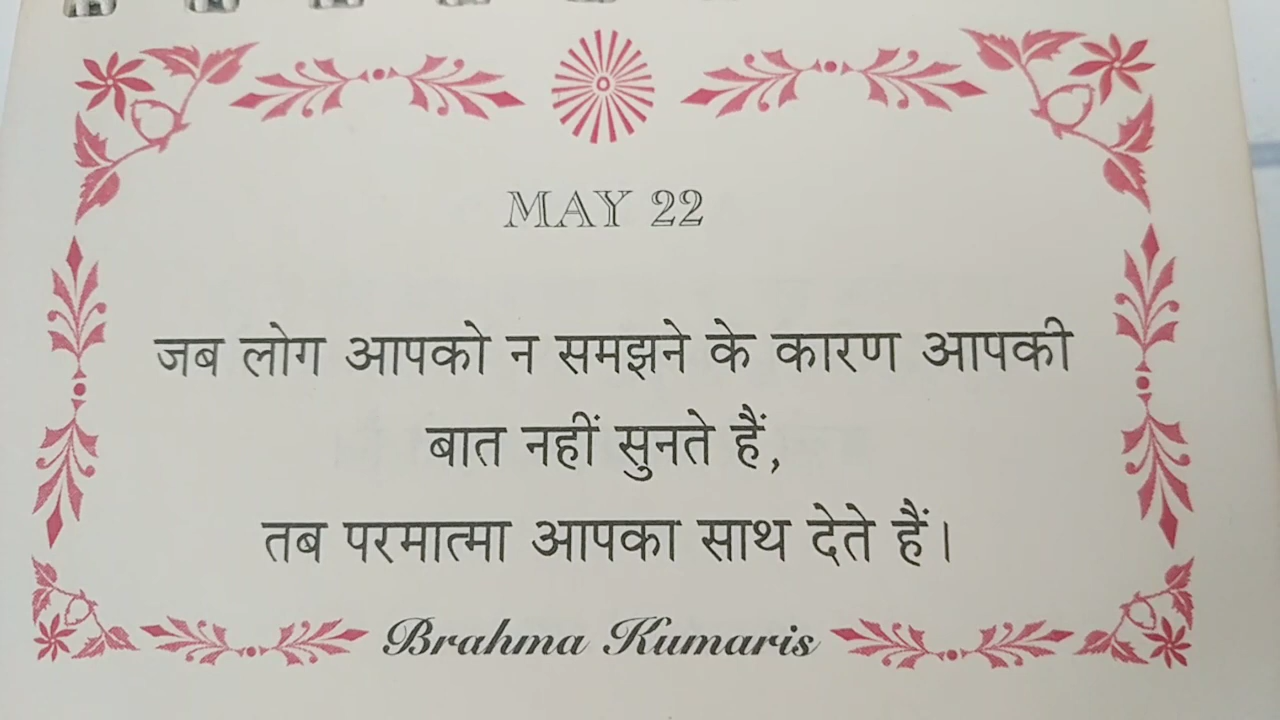 MAY 22
जब लोग आपको न समझने के कारण आपकी
बात नहीं सुनते हैं,
तब परमात्मा आपका साथ देते हैं।
Brahma Kumaris